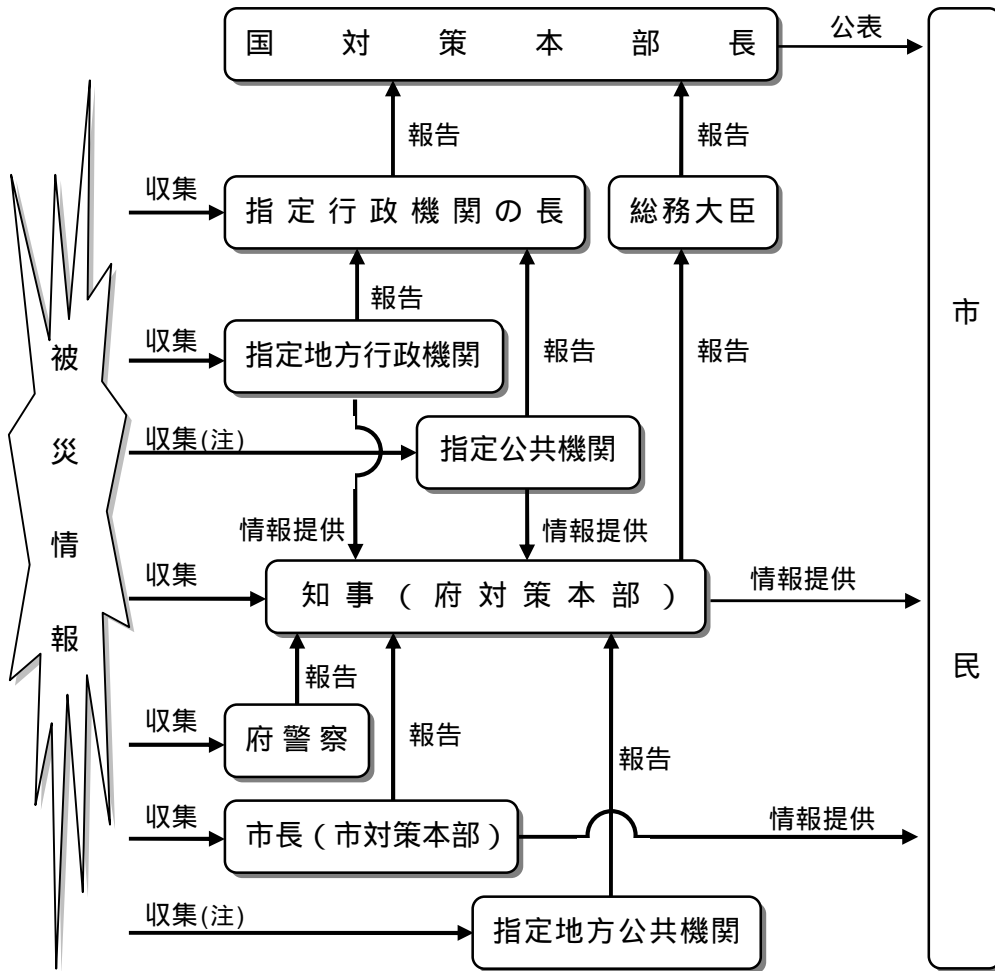 国対策本部長
公表
報告
報告
収集
指定行政機関の長
総務大臣
報告
収集
指定地方行政機関
報告
報告
収集(注)
指定公共機関
情報提供
情報提供
収集
知事(府対策本部)
情報提供
報告
収集
府警察
報告
報告
収集
市長(市対策本部)
情報提供
収集(注)
指定地方公共機関
被災情報
市民